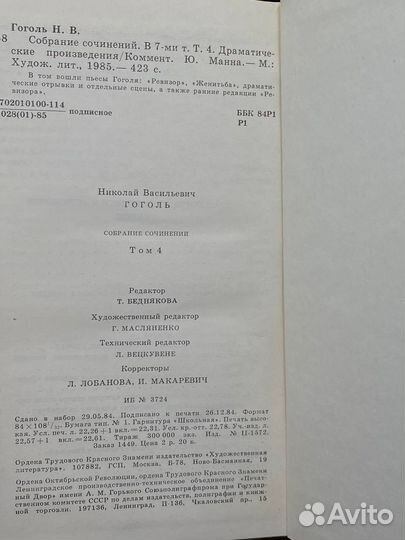 Гоголь Н. В.
8 Собрание сочинений. В 7-ми т. Т. 4. Драматиче-
ские произведения/Коммент. Ю. Манна.— М.:
Худож. лит., 1985.— 423 с.
В том вошли пьесы Гоголя: «Ревизор», «Женитьба», драмати-
ческие отрывки и отдельные сцены, а также ранние редакции «Ре-
визора».
702010100-114
028(01)-85
подписное
ББК 84Р1
Р1
Николай Васильевич
ГОГОЛЬ
СОБРАНИЕ СОЧИНЕНИЙ
Том 4
Редактор
Т. БЕДНЯКОВА
Художественный редактор
Г. МАСЛЯНЕНКО
Технический редактор
Л. ВЕЦКУВЕНЕ
Корректоры
Л. ЛОБАНОВА, И. МАКАРЕВИЧ
ИБ № 3724
Сдано в набор 29.05.84. Подписано к печати 26.12.84. Формат
84 × 108¹/₃₂. Бумага тип. № 1. Гарнитура «Школьная». Печать высо-
кая. Усл. печ. л. 22,26 + 1 вкл.=22,31. Усл. кр.-отт. 22,78. Уч.-изд. л.
22,57 + 1 вкл.= 22,61. Тираж 300 000 экз. Изд. № II-1572.
Заказ 1449. Цена 2 р. 20 к.
Ордена Трудового Красного Знамени издательство «Художественная
литература». 107882, ГСП, Москва, Б-78, Ново-Басманная, 19
Ордена Октябрьской Революции, ордена Трудового Красного Знамени
Ленинградское производственно-техническое объединение «Печат-
ный Двор» имени А. М. Горького Союзполиграфпрома при Государ-
ственном комитете СССР по делам издательств, полиграфии и книж-
ной торговли. 197136, Ленинград, П-136, Чкаловский пр., 15
Avito